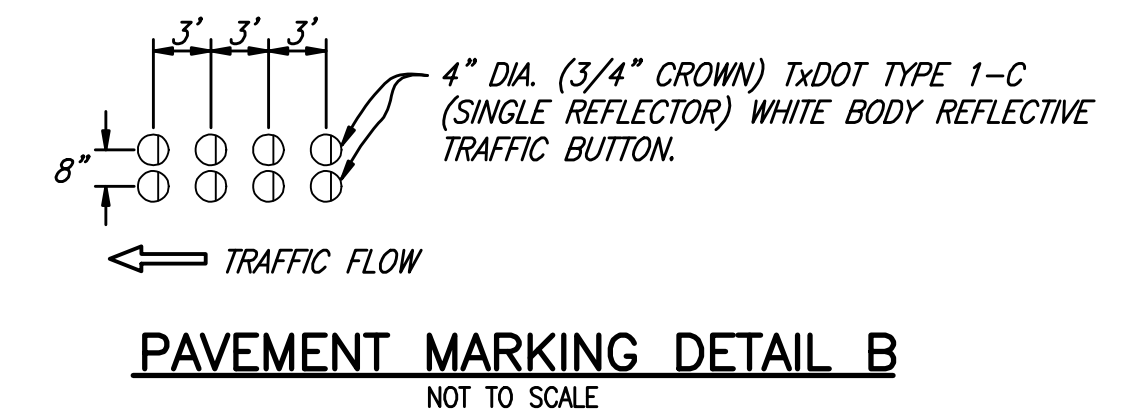 3' 3' 3'
4" DIA. (3/4" CROWN) TxDOT TYPE 1-C
(SINGLE REFLECTOR) WHITE BODY REFLECTIVE
TRAFFIC BUTTON.
8"
TRAFFIC FLOW
PAVEMENT MARKING DETAIL B
NOT TO SCALE